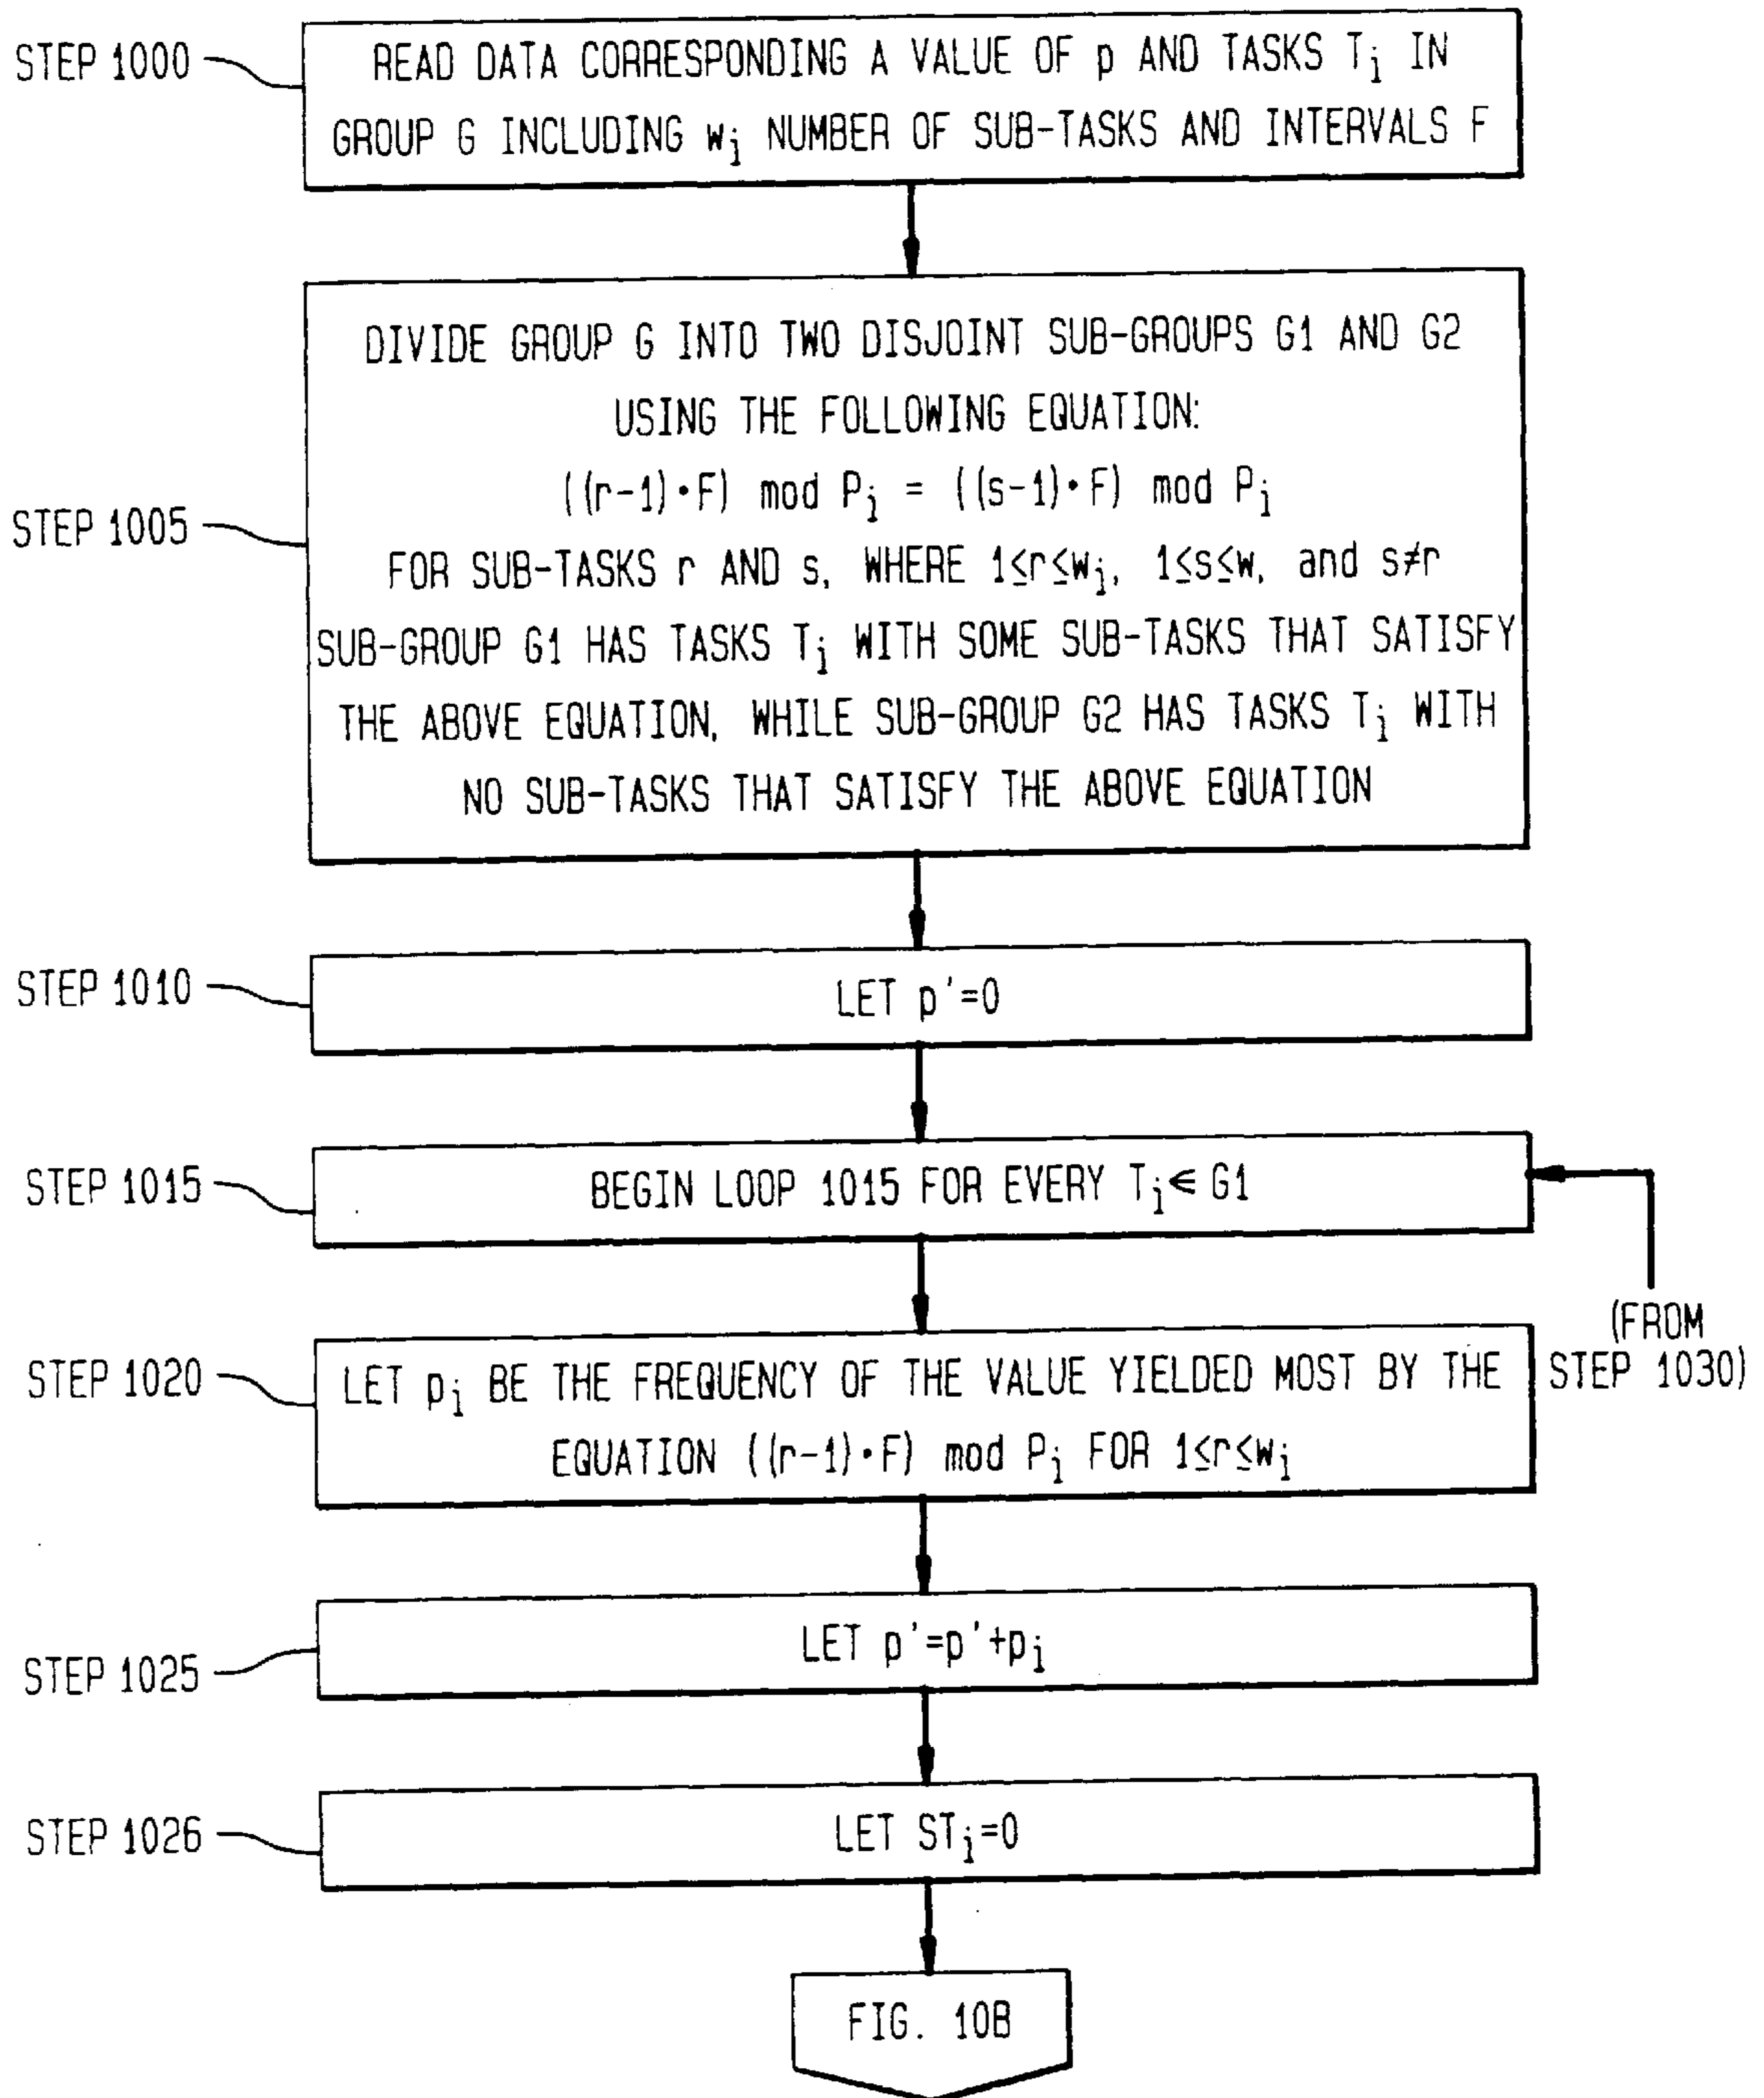 STEP 1000
READ DATA CORRESPONDING A VALUE OF p AND TASKS Ti IN
GROUP G INCLUDING wi NUMBER OF SUB-TASKS AND INTERVALS F
STEP 1005
DIVIDE GROUP G INTO TWO DISJOINT SUB-GROUPS G1 AND G2
USING THE FOLLOWING EQUATION:
((r-1)•F) mod Pi = ((s-1)•F) mod Pi
FOR SUB-TASKS r AND s, WHERE 1≤r≤wi, 1≤s≤w, and s≠r
SUB-GROUP G1 HAS TASKS Ti WITH SOME SUB-TASKS THAT SATISFY
THE ABOVE EQUATION, WHILE SUB-GROUP G2 HAS TASKS Ti WITH
NO SUB-TASKS THAT SATISFY THE ABOVE EQUATION
STEP 1010
LET p'=0
STEP 1015
BEGIN LOOP 1015 FOR EVERY Ti∈ G1
(FROM
STEP 1030)
STEP 1020
LET pi BE THE FREQUENCY OF THE VALUE YIELDED MOST BY THE
EQUATION ((r-1)•F) mod Pi FOR 1≤r≤wi
STEP 1025
LET p'=p'+pi
STEP 1026
LET STi=0
FIG. 10B